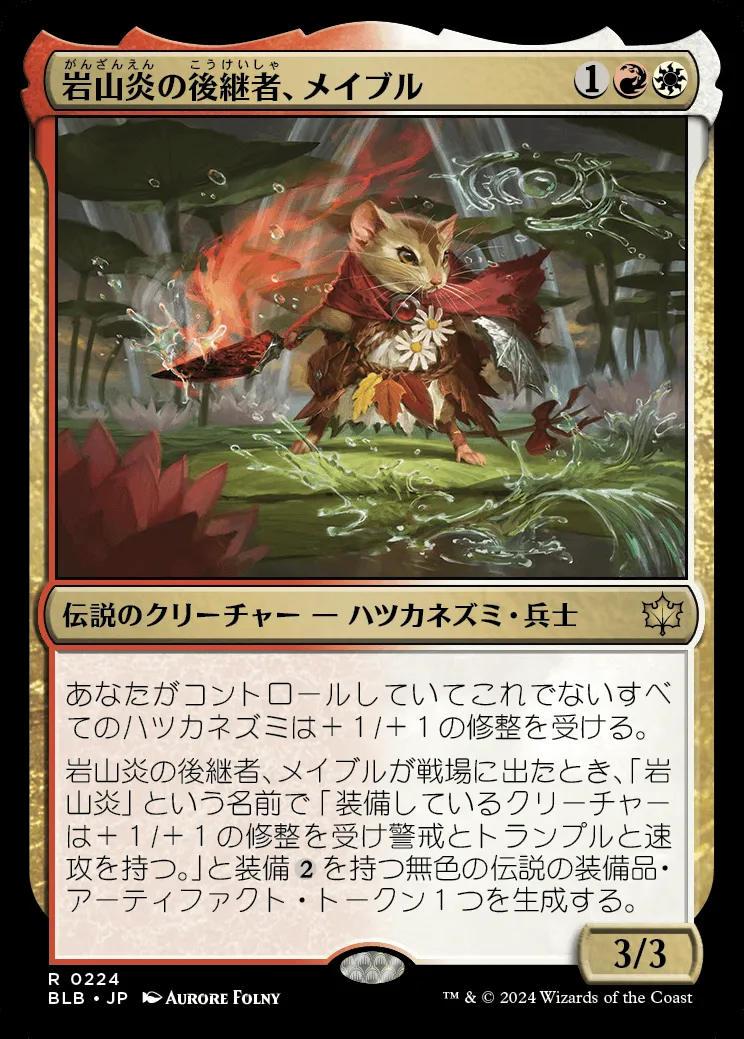 がんざんえん こうけいしゃ
岩山炎の後継者、メイブル 1
伝説のクリーチャー — ハツカネズミ・兵士
あなたがコントロールしていてこれでないすべ
てのハツカネズミは＋１/＋１の修整を受ける。
岩山炎の後継者、メイブルが戦場に出たとき、「岩
山炎」という名前で「装備しているクリーチャー
は＋１/＋１の修整を受け警戒とトランプルと速
攻を持つ。」と装備 2 を持つ無色の伝説の装備品・
アーティファクト・トークン１つを生成する。
3/3
R 0224
BLB • JP AURORE FOLNY
™ & © 2024 Wizards of the Coast